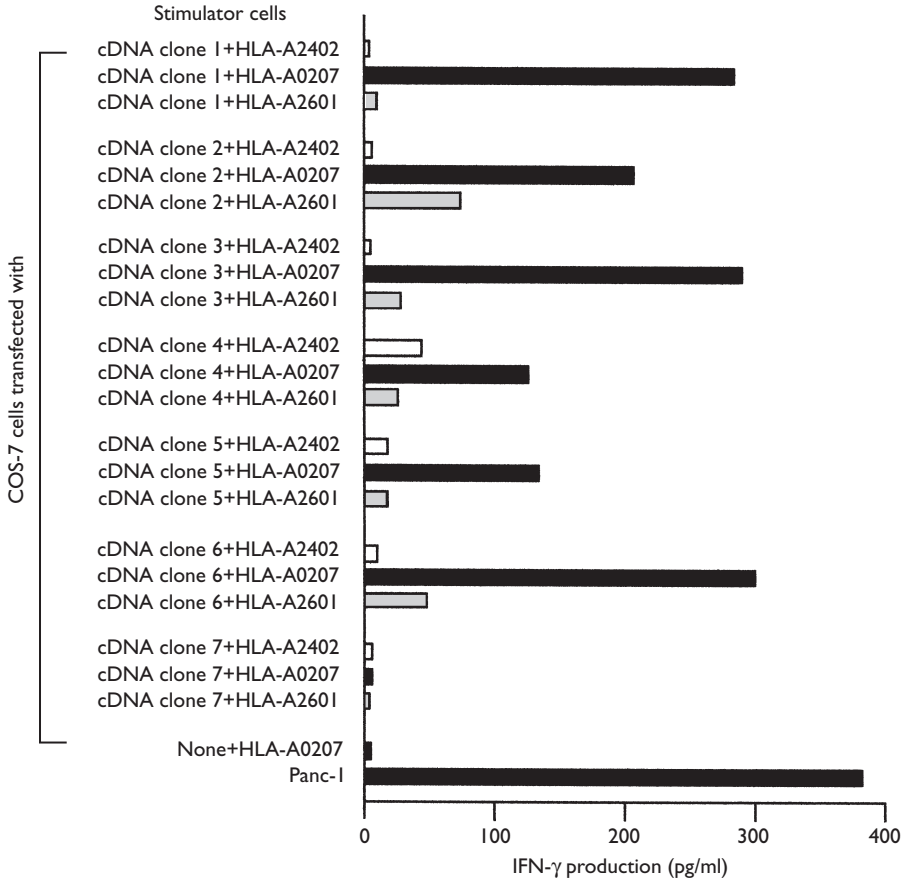 Stimulator cells
cDNA clone 1+HLA-A2402
cDNA clone 1+HLA-A0207
cDNA clone 1+HLA-A2601
cDNA clone 2+HLA-A2402
cDNA clone 2+HLA-A0207
cDNA clone 2+HLA-A2601
cDNA clone 3+HLA-A2402
cDNA clone 3+HLA-A0207
cDNA clone 3+HLA-A2601
cDNA clone 4+HLA-A2402
cDNA clone 4+HLA-A0207
cDNA clone 4+HLA-A2601
cDNA clone 5+HLA-A2402
cDNA clone 5+HLA-A0207
cDNA clone 5+HLA-A2601
cDNA clone 6+HLA-A2402
cDNA clone 6+HLA-A0207
cDNA clone 6+HLA-A2601
cDNA clone 7+HLA-A2402
cDNA clone 7+HLA-A0207
cDNA clone 7+HLA-A2601
None+HLA-A0207
Panc-1
COS-7 cells transfected with
0 100 200 300 400
IFN-γ production (pg/ml)